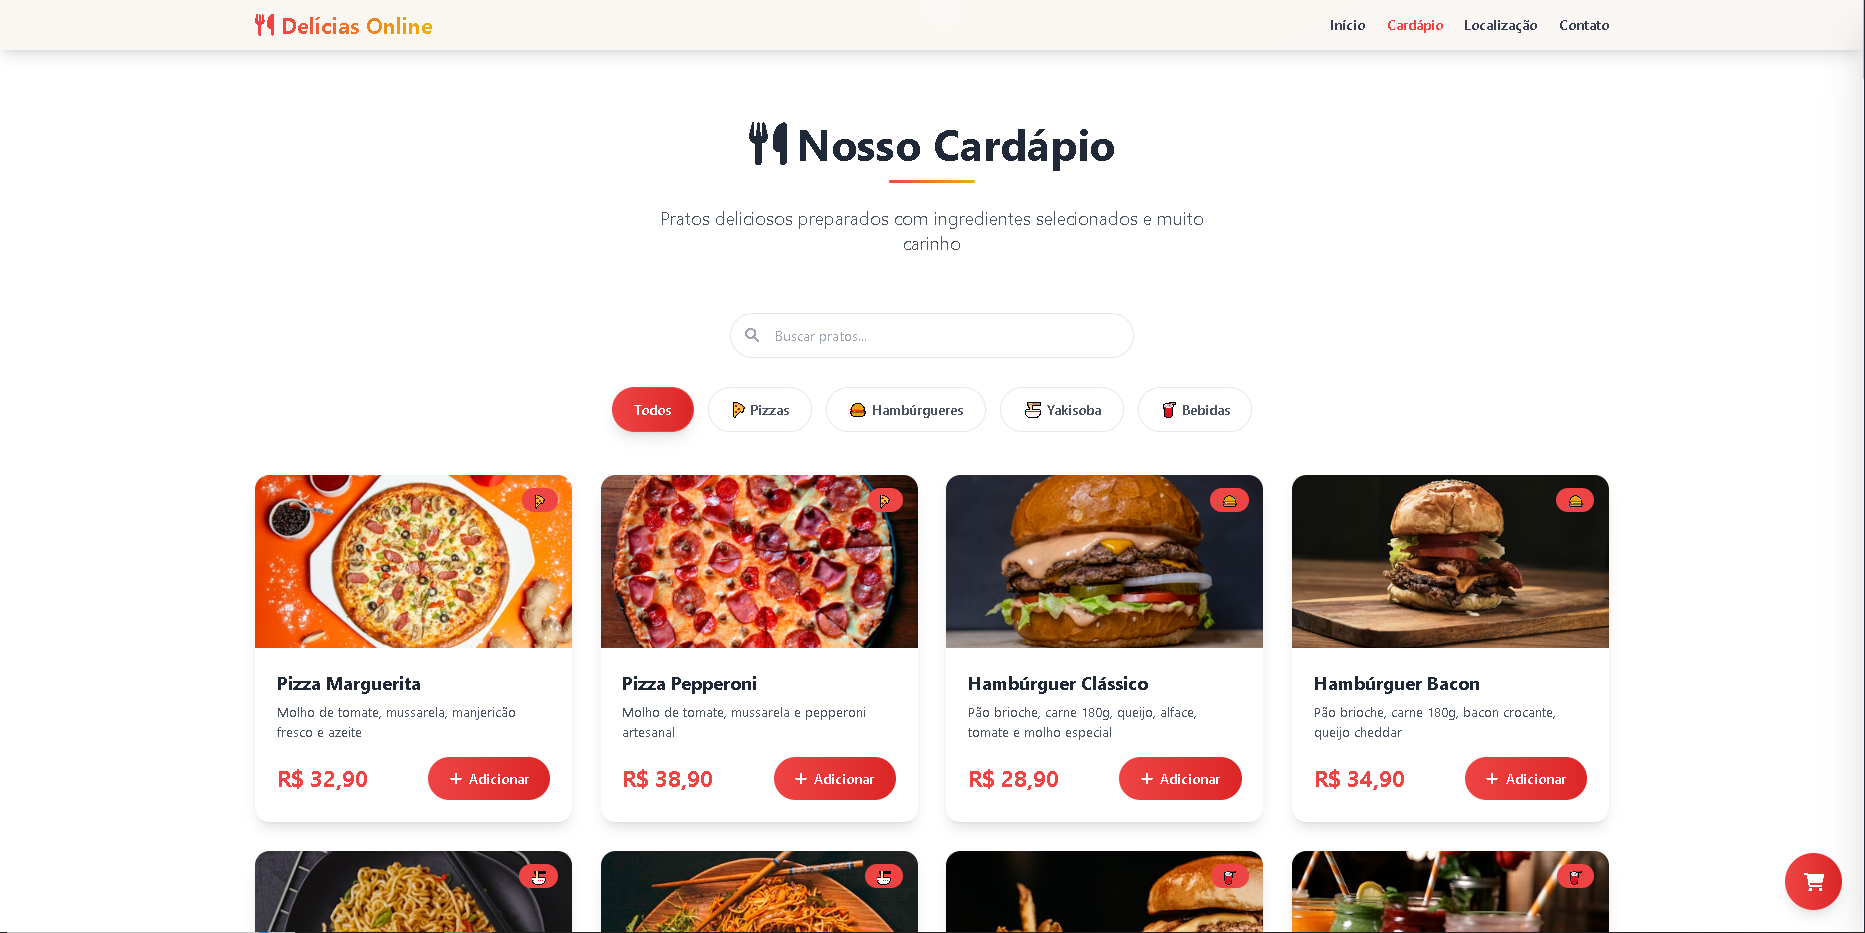 Delícias Online
Início Cardápio Localização Contato
Nosso Cardápio
Pratos deliciosos preparados com ingredientes selecionados e muito
carinho
Buscar pratos...
Todos
Pizzas
Hambúrgueres
Yakisoba
Bebidas
Pizza Marguerita
Molho de tomate, mussarela, manjericão
fresco e azeite
R$ 32,90
+ Adicionar
Pizza Pepperoni
Molho de tomate, mussarela e pepperoni
artesanal
R$ 38,90
+ Adicionar
Hambúrguer Clássico
Pão brioche, carne 180g, queijo, alface,
tomate e molho especial
R$ 28,90
+ Adicionar
Hambúrguer Bacon
Pão brioche, carne 180g, bacon crocante,
queijo cheddar
R$ 34,90
+ Adicionar